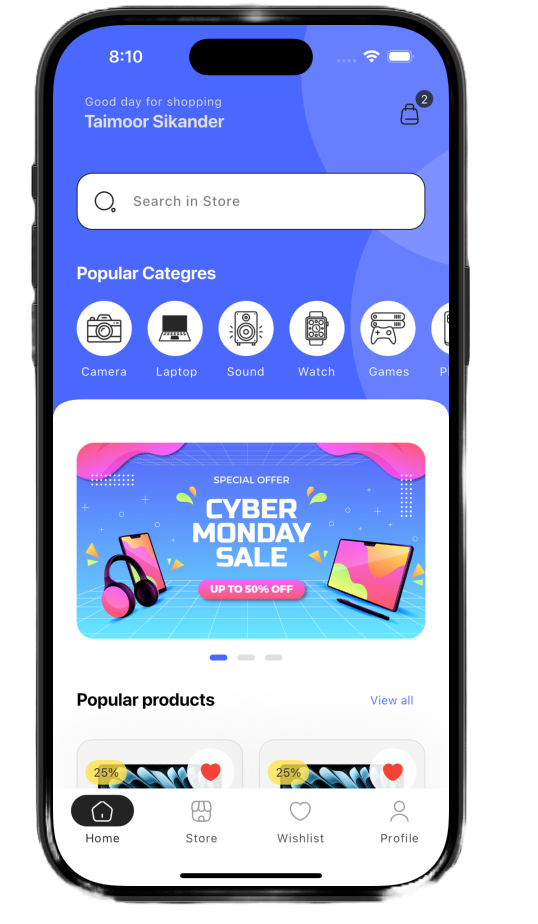 8:10
Good day for shopping
Taimoor Sikander
2
Search in Store
Popular Categres
Camera Laptop Sound Watch Games
SPECIAL OFFER
CYBER
MONDAY
SALE
UP TO 50% OFF
Popular products View all
25% 25%
Home Store Wishlist Profile